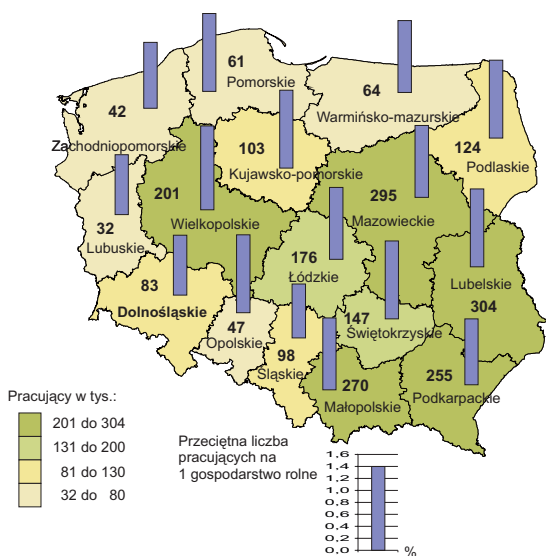 61
Pomorskie
42
Zachodniopomorskie
64
Warmińsko-mazurskie
124
Podlaskie
103
Kujawsko-pomorskie
201
Wielkopolskie
295
Mazowieckie
32
Lubuskie
176
Łódzkie
Lubelskie
304
83
Dolnośląskie
47
Opolskie
98
Śląskie
147
Świętokrzyskie
270
Małopolskie
255
Podkarpackie
Pracujący w tys.:
201 do 304
131 do 200
81 do 130
32 do 80
Przeciętna liczba
pracujących na
1 gospodarstwo rolne
1,6
1,4
1,2
1,0
0,8
0,6
0,4
0,2
0,0
%